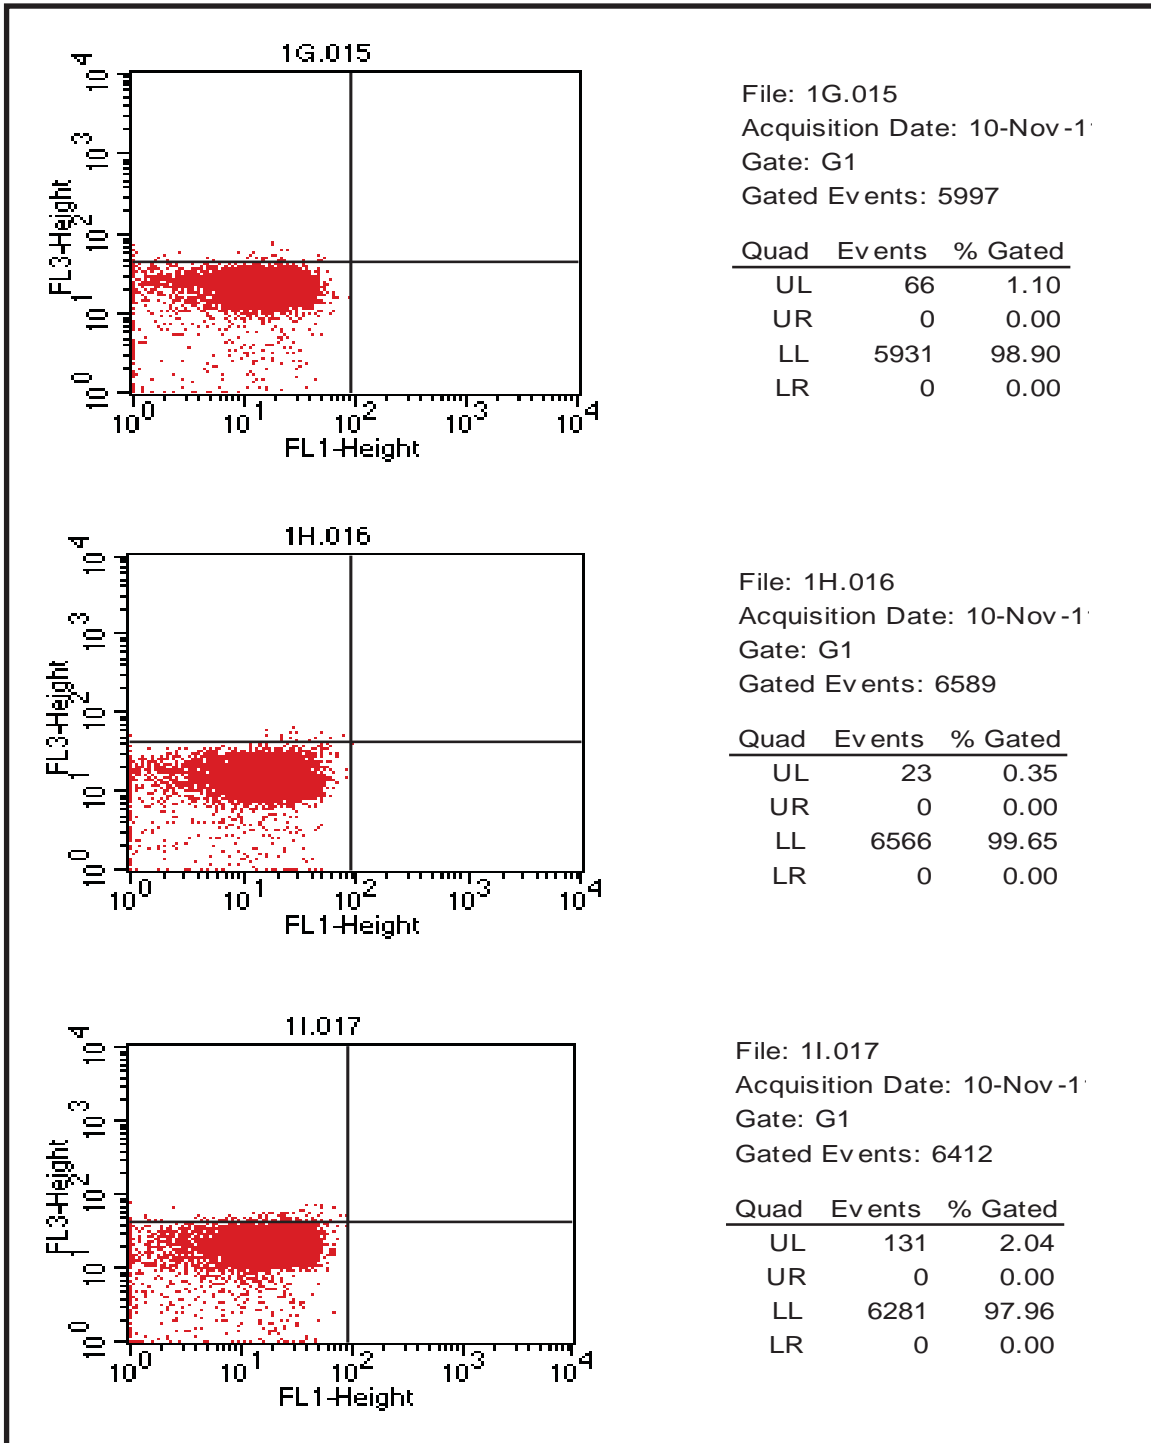 1G.015
10^4
10^3
10^2
10^1
10^0
FL3-Height
10^0 10^1 10^2 10^3 10^4
FL1-Height
File: 1G.015
Acquisition Date: 10-Nov-1
Gate: G1
Gated Events: 5997
Quad Events % Gated
UL 66 1.10
UR 0 0.00
LL 5931 98.90
LR 0 0.00
1H.016
10^4
10^3
10^2
10^1
10^0
FL3-Height
10^0 10^1 10^2 10^3 10^4
FL1-Height
File: 1H.016
Acquisition Date: 10-Nov-1
Gate: G1
Gated Events: 6589
Quad Events % Gated
UL 23 0.35
UR 0 0.00
LL 6566 99.65
LR 0 0.00
1I.017
10^4
10^3
10^2
10^1
10^0
FL3-Height
10^0 10^1 10^2 10^3 10^4
FL1-Height
File: 1I.017
Acquisition Date: 10-Nov-1
Gate: G1
Gated Events: 6412
Quad Events % Gated
UL 131 2.04
UR 0 0.00
LL 6281 97.96
LR 0 0.00